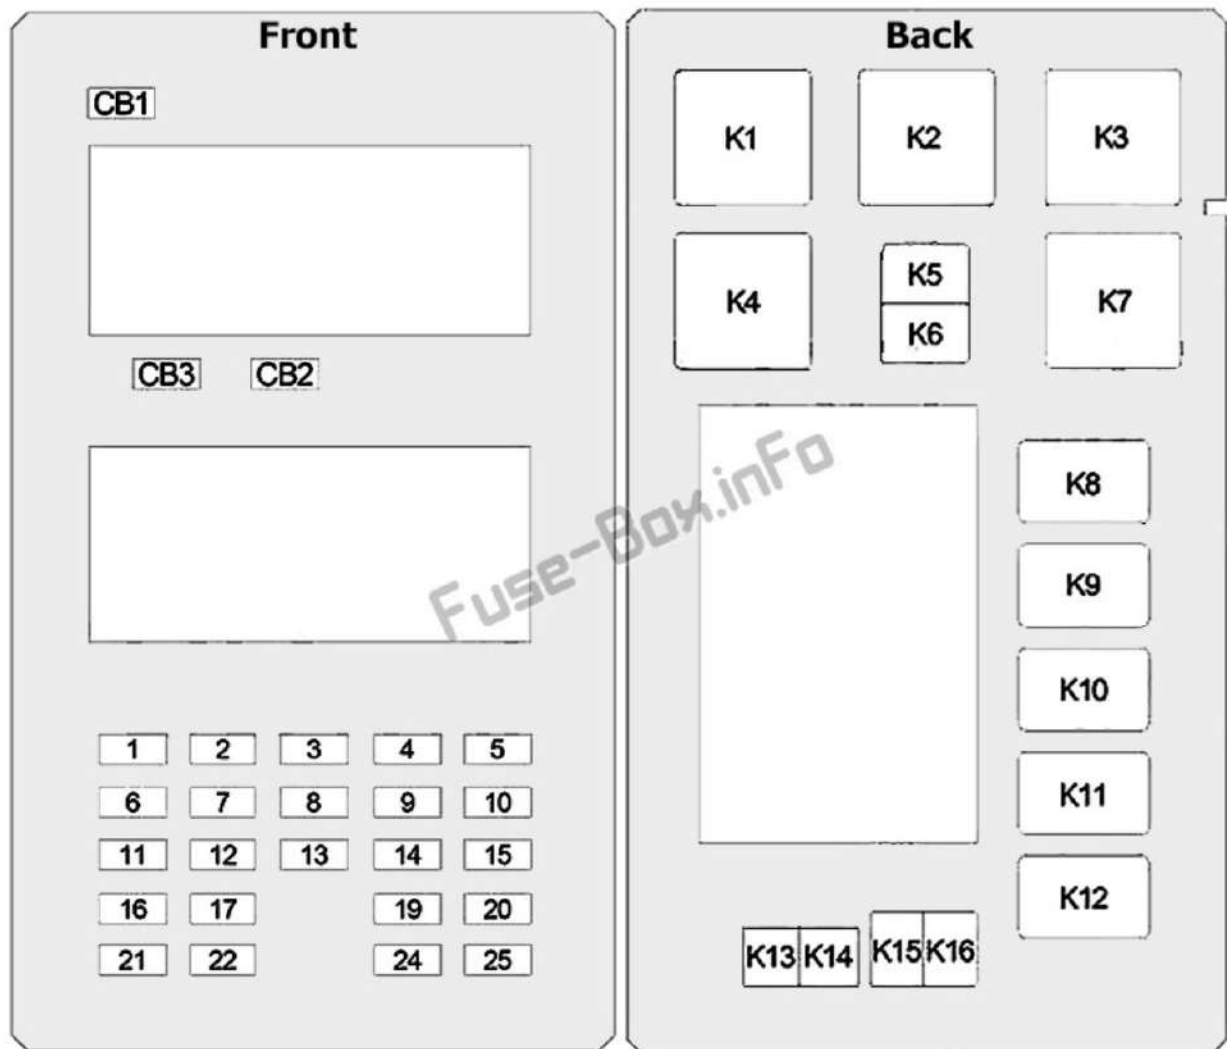 Front
CB1
CB3 CB2
1 2 3 4 5
6 7 8 9 10
11 12 13 14 15
16 17 19 20
21 22 24 25
Back
K1 K2 K3
K4 K5 K7
K6
K8
K9
K10
K11
K12
K13 K14 K15 K16
Fuse-Box.inFo